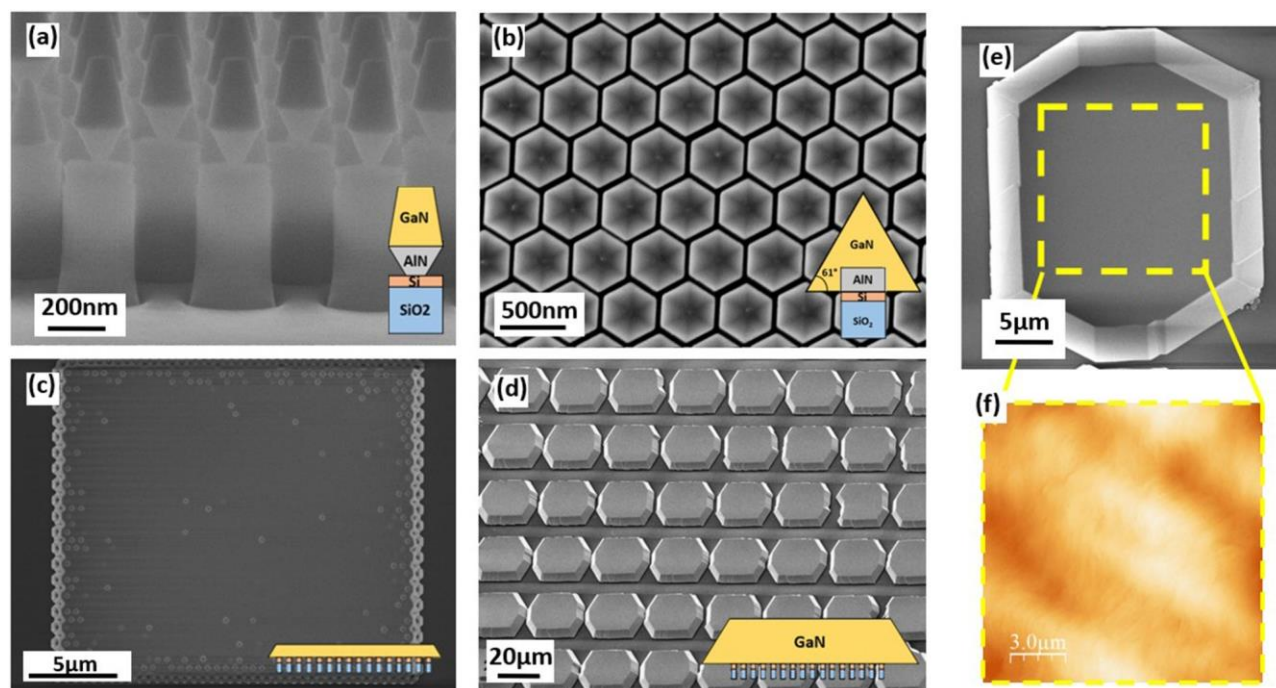 (a)
GaN
AlN
Si
SiO2
200nm
(b)
GaN
61°
AlN
Si
SiO₂
500nm
(c)
5µm
(d)
GaN
20µm
(e)
5µm
(f)
3.0µm